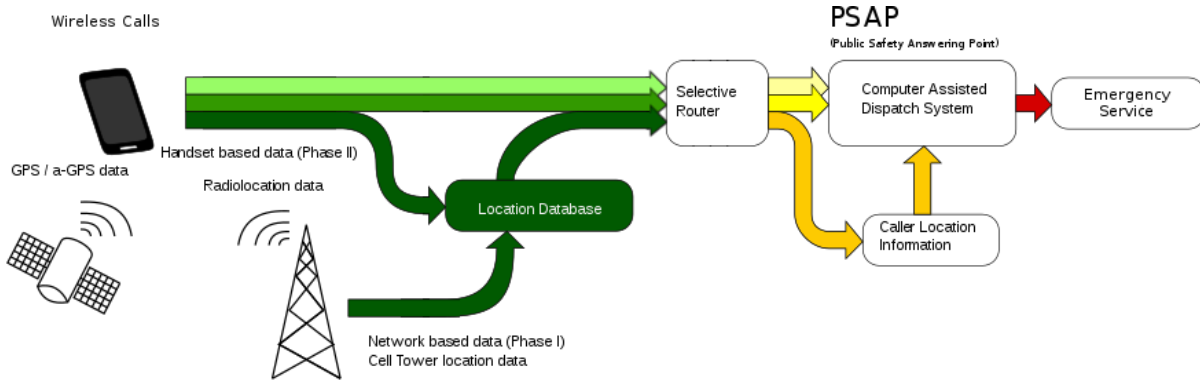 Wireless Calls
PSAP
(Public Safety Answering Point)
Selective
Router
Computer Assisted
Dispatch System
Emergency
Service
Handset based data (Phase II)
GPS / a-GPS data
Radiolocation data
Location Database
Caller Location
Information
Network based data (Phase I)
Cell Tower location data